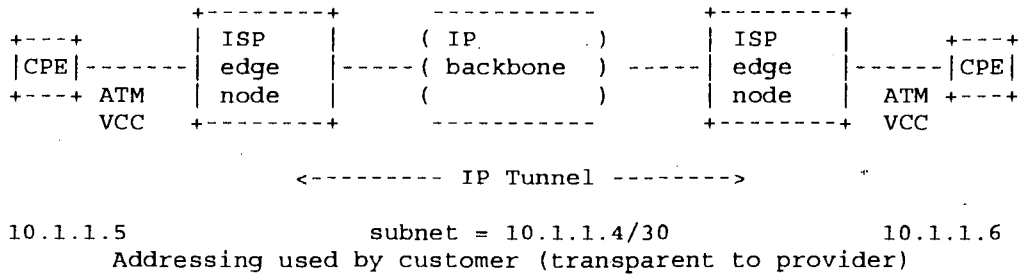 +--------+      -----------       +--------+
+---+          | ISP    |     ( IP        )      | ISP    |        +---+
|CPE|-------| edge   |-----( backbone  ) -----| edge   |------|CPE|
+---+ ATM     | node   |     (           )      | node   |  ATM +---+
      VCC      +--------+      -----------       +--------+  VCC
<--------- IP Tunnel -------->
10.1.1.5          subnet = 10.1.1.4/30          10.1.1.6
Addressing used by customer (transparent to provider)